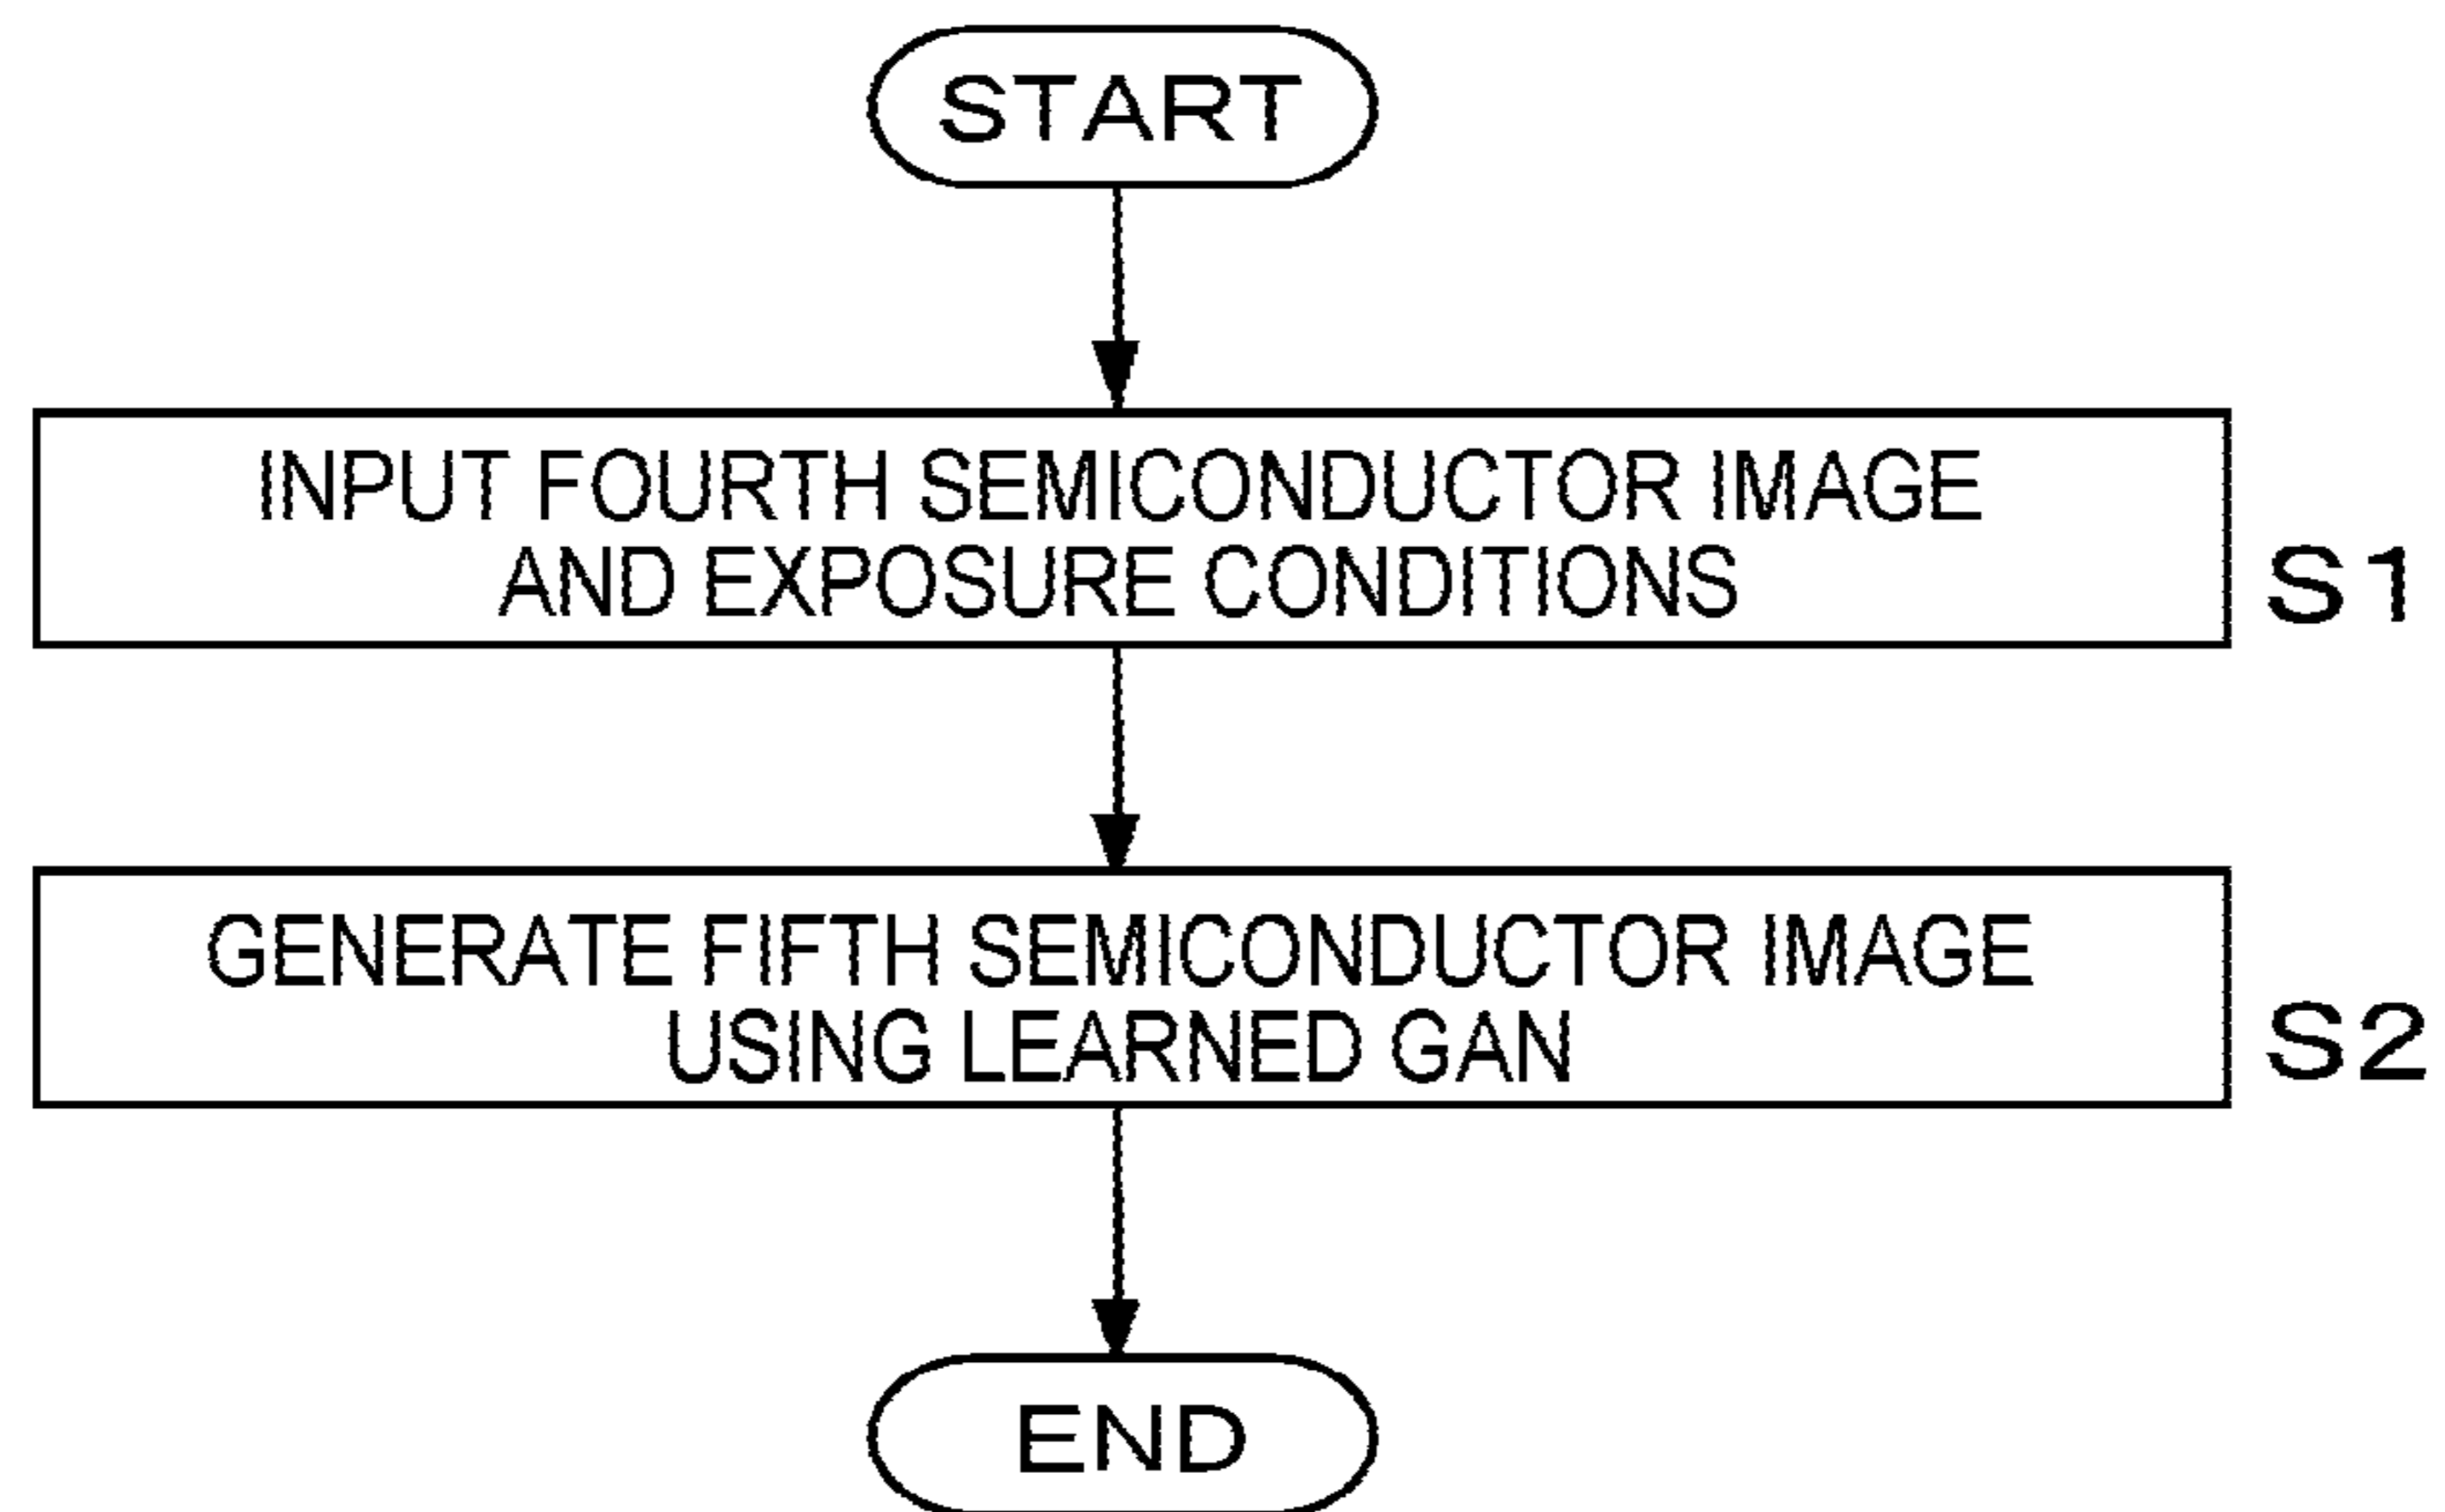 START
INPUT FOURTH SEMICONDUCTOR IMAGE
AND EXPOSURE CONDITIONS
S1
GENERATE FIFTH SEMICONDUCTOR IMAGE
USING LEARNED GAN
S2
END